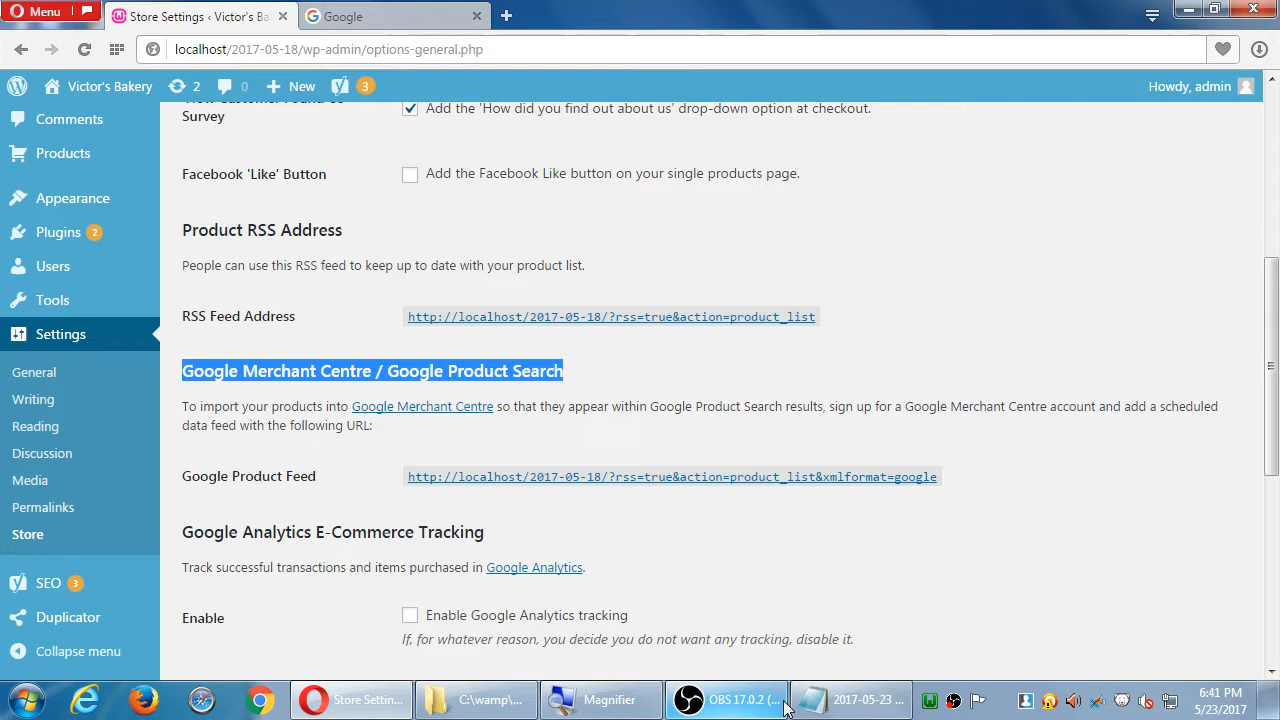 Menu
Store Settings ‹ Victor's Ba
Google
localhost/2017-05-18/wp-admin/options-general.php
Victor's Bakery
2
0
New
3
Howdy, admin
Comments
Products
Appearance
Plugins 2
Users
Tools
Settings
General
Writing
Reading
Discussion
Media
Permalinks
Store
SEO 3
Duplicator
Collapse menu
Survey
Add the 'How did you find out about us' drop-down option at checkout.
Facebook 'Like' Button
Add the Facebook Like button on your single products page.
Product RSS Address
People can use this RSS feed to keep up to date with your product list.
RSS Feed Address
http://localhost/2017-05-18/?rss=true&action=product_list
Google Merchant Centre / Google Product Search
To import your products into Google Merchant Centre so that they appear within Google Product Search results, sign up for a Google Merchant Centre account and add a scheduled
data feed with the following URL:
Google Product Feed
http://localhost/2017-05-18/?rss=true&action=product_list&xmlformat=google
Google Analytics E-Commerce Tracking
Track successful transactions and items purchased in Google Analytics.
Enable
Enable Google Analytics tracking
If, for whatever reason, you decide you do not want any tracking, disable it.
Store Settin...
C:\wamp\...
Magnifier
OBS 17.0.2 (...
2017-05-23 ...
6:41 PM
5/23/2017